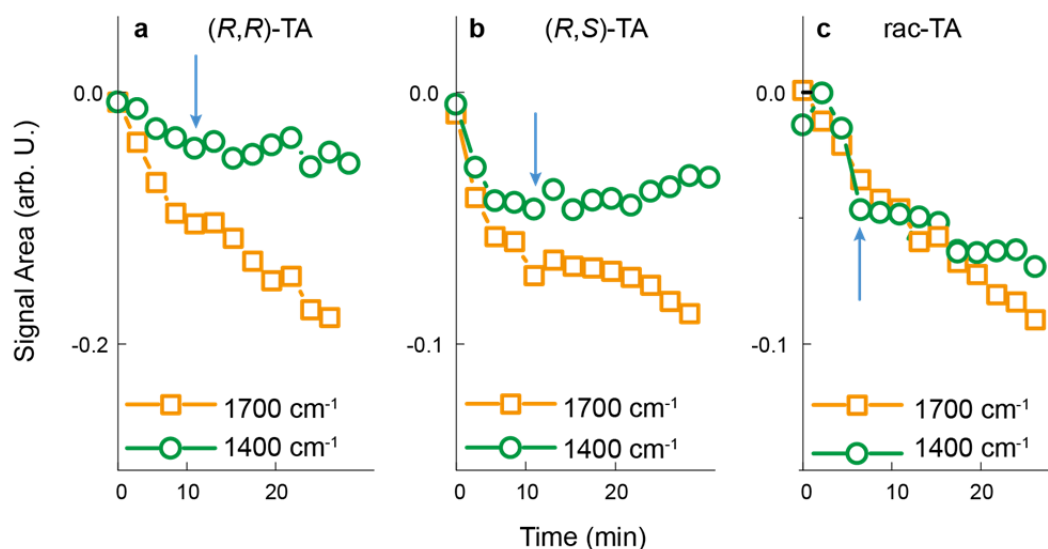 a (R,R)-TA
b (R,S)-TA
c rac-TA
Signal Area (arb. U.)
0.0
-0.2
1700 cm⁻¹
1400 cm⁻¹
0 10 20
0.0
-0.1
1700 cm⁻¹
1400 cm⁻¹
0 10 20
0.0
-0.1
1700 cm⁻¹
1400 cm⁻¹
0 10 20
Time (min)